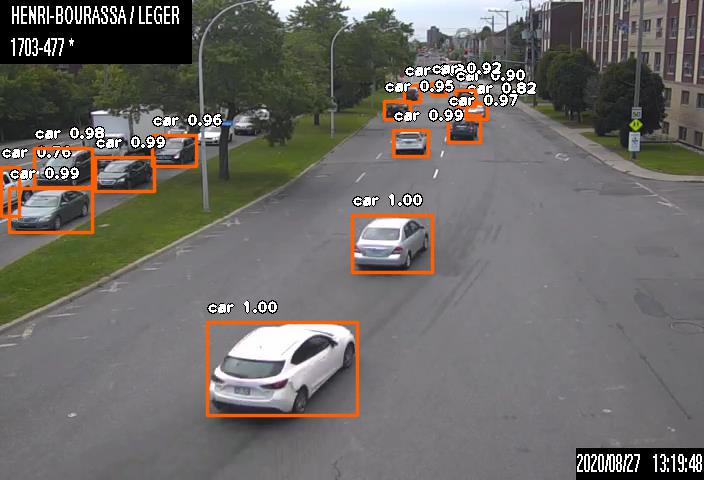 HENRI-BOURASSA / LEGER
1703-477 *
car 0.92
car 0.90
car 0.95
car 0.82
car 0.97
car 0.99
car 0.96
car 0.98
car 0.99
car 0.76
car 0.99
car 1.00
car 1.00
2020/08/27 13:19:48